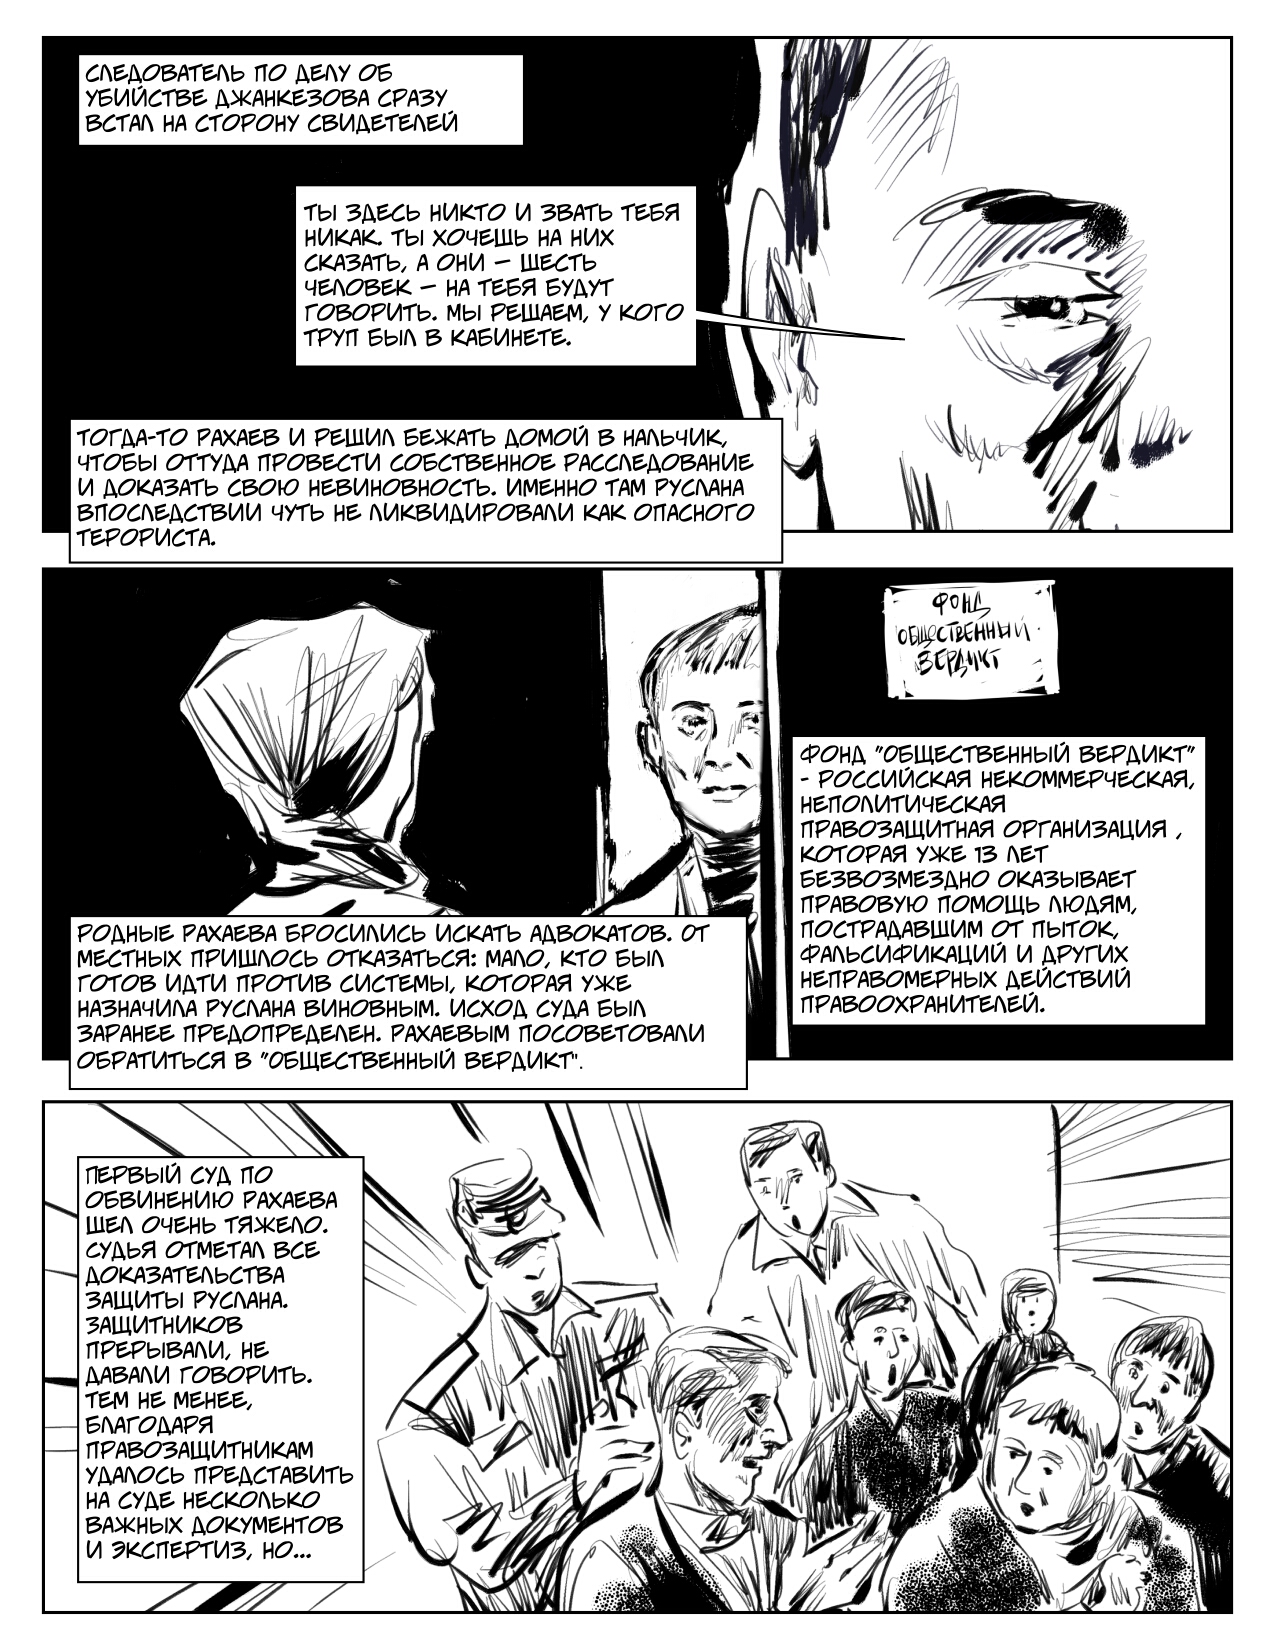 СЛЕДОВАТЕЛЬ ПО ДЕЛУ ОБ
УБИЙСТВЕ ДЖАНКЕЗОВА СРАЗУ
ВСТАЛ НА СТОРОНУ СВИДЕТЕЛЕЙ
ТЫ ЗДЕСЬ НИКТО И ЗВАТЬ ТЕБЯ
НИКАК. ТЫ ХОЧЕШЬ НА НИХ
СКАЗАТЬ, А ОНИ – ШЕСТЬ
ЧЕЛОВЕК – НА ТЕБЯ БУДУТ
ГОВОРИТЬ. МЫ РЕШАЕМ, У КОГО
ТРУП БЫЛ В КАБИНЕТЕ.
ТОГДА-ТО РАХАЕВ И РЕШИЛ БЕЖАТЬ ДОМОЙ В НАЛЬЧИК,
ЧТОБЫ ОТТУДА ПРОВЕСТИ СОБСТВЕННОЕ РАССЛЕДОВАНИЕ
И ДОКАЗАТЬ СВОЮ НЕВИНОВНОСТЬ. ИМЕННО ТАМ РУСЛАНА
ВПОСЛЕДСТВИИ ЧУТЬ НЕ ЛИКВИДИРОВАЛИ КАК ОПАСНОГО
ТЕРОРИСТА.
ФОНД
ОБЩЕСТВЕННЫЙ
ВЕРДИКТ
ФОНД "ОБЩЕСТВЕННЫЙ ВЕРДИКТ"
- РОССИЙСКАЯ НЕКОММЕРЧЕСКАЯ,
НЕПОЛИТИЧЕСКАЯ
ПРАВОЗАЩИТНАЯ ОРГАНИЗАЦИЯ ,
КОТОРАЯ УЖЕ 13 ЛЕТ
БЕЗВОЗМЕЗДНО ОКАЗЫВАЕТ
ПРАВОВУЮ ПОМОЩЬ ЛЮДЯМ,
ПОСТРАДАВШИМ ОТ ПЫТОК,
ФАЛЬСИФИКАЦИЙ И ДРУГИХ
НЕПРАВОМЕРНЫХ ДЕЙСТВИЙ
ПРАВООХРАНИТЕЛЕЙ.
РОДНЫЕ РАХАЕВА БРОСИЛИСЬ ИСКАТЬ АДВОКАТОВ. ОТ
МЕСТНЫХ ПРИШЛОСЬ ОТКАЗАТЬСЯ: МАЛО, КТО БЫЛ
ГОТОВ ИДТИ ПРОТИВ СИСТЕМЫ, КОТОРАЯ УЖЕ
НАЗНАЧИЛА РУСЛАНА ВИНОВНЫМ. ИСХОД СУДА БЫЛ
ЗАРАНЕЕ ПРЕДОПРЕДЕЛЕН. РАХАЕВЫМ ПОСОВЕТОВАЛИ
ОБРАТИТЬСЯ В "ОБЩЕСТВЕННЫЙ ВЕРДИКТ".
ПЕРВЫЙ СУД ПО
ОБВИНЕНИЮ РАХАЕВА
ШЕЛ ОЧЕНЬ ТЯЖЕЛО.
СУДЬЯ ОТМЕТАЛ ВСЕ
ДОКАЗАТЕЛЬСТВА
ЗАЩИТЫ РУСЛАНА.
ЗАЩИТНИКОВ
ПРЕРЫВАЛИ, НЕ
ДАВАЛИ ГОВОРИТЬ.
ТЕМ НЕ МЕНЕЕ,
БЛАГОДАРЯ
ПРАВОЗАЩИТНИКАМ
УДАЛОСЬ ПРЕДСТАВИТЬ
НА СУДЕ НЕСКОЛЬКО
ВАЖНЫХ ДОКУМЕНТОВ
И ЭКСПЕРТИЗ, НО...